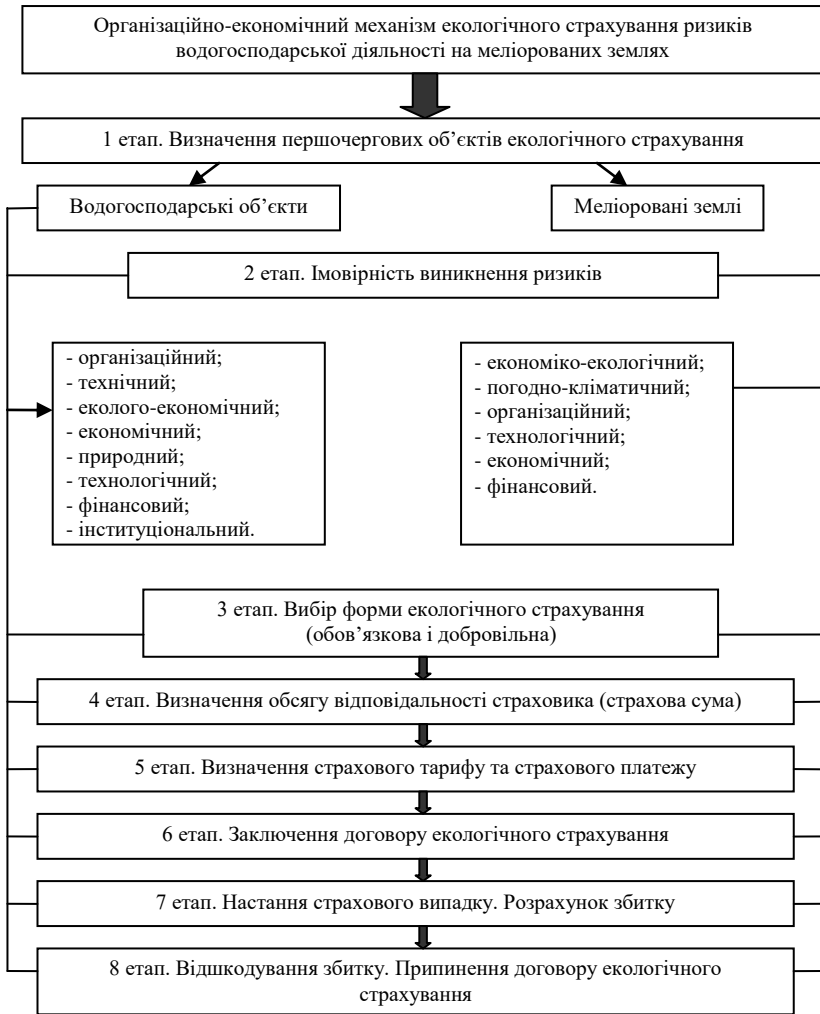 Організаційно-економічний механізм екологічного страхування ризиків
водогосподарської діяльності на меліорованих землях
1 етап. Визначення першочергових об’єктів екологічного страхування
Водогосподарські об’єкти
Меліоровані землі
2 етап. Імовірність виникнення ризиків
- організаційний;
- технічний;
- еколого-економічний;
- економічний;
- природний;
- технологічний;
- фінансовий;
- інституціональний.
- економіко-екологічний;
- погодно-кліматичний;
- організаційний;
- технологічний;
- економічний;
- фінансовий.
3 етап. Вибір форми екологічного страхування
(обов’язкова і добровільна)
4 етап. Визначення обсягу відповідальності страховика (страхова сума)
5 етап. Визначення страхового тарифу та страхового платежу
6 етап. Заключення договору екологічного страхування
7 етап. Настання страхового випадку. Розрахунок збитку
8 етап. Відшкодування збитку. Припинення договору екологічного
страхування